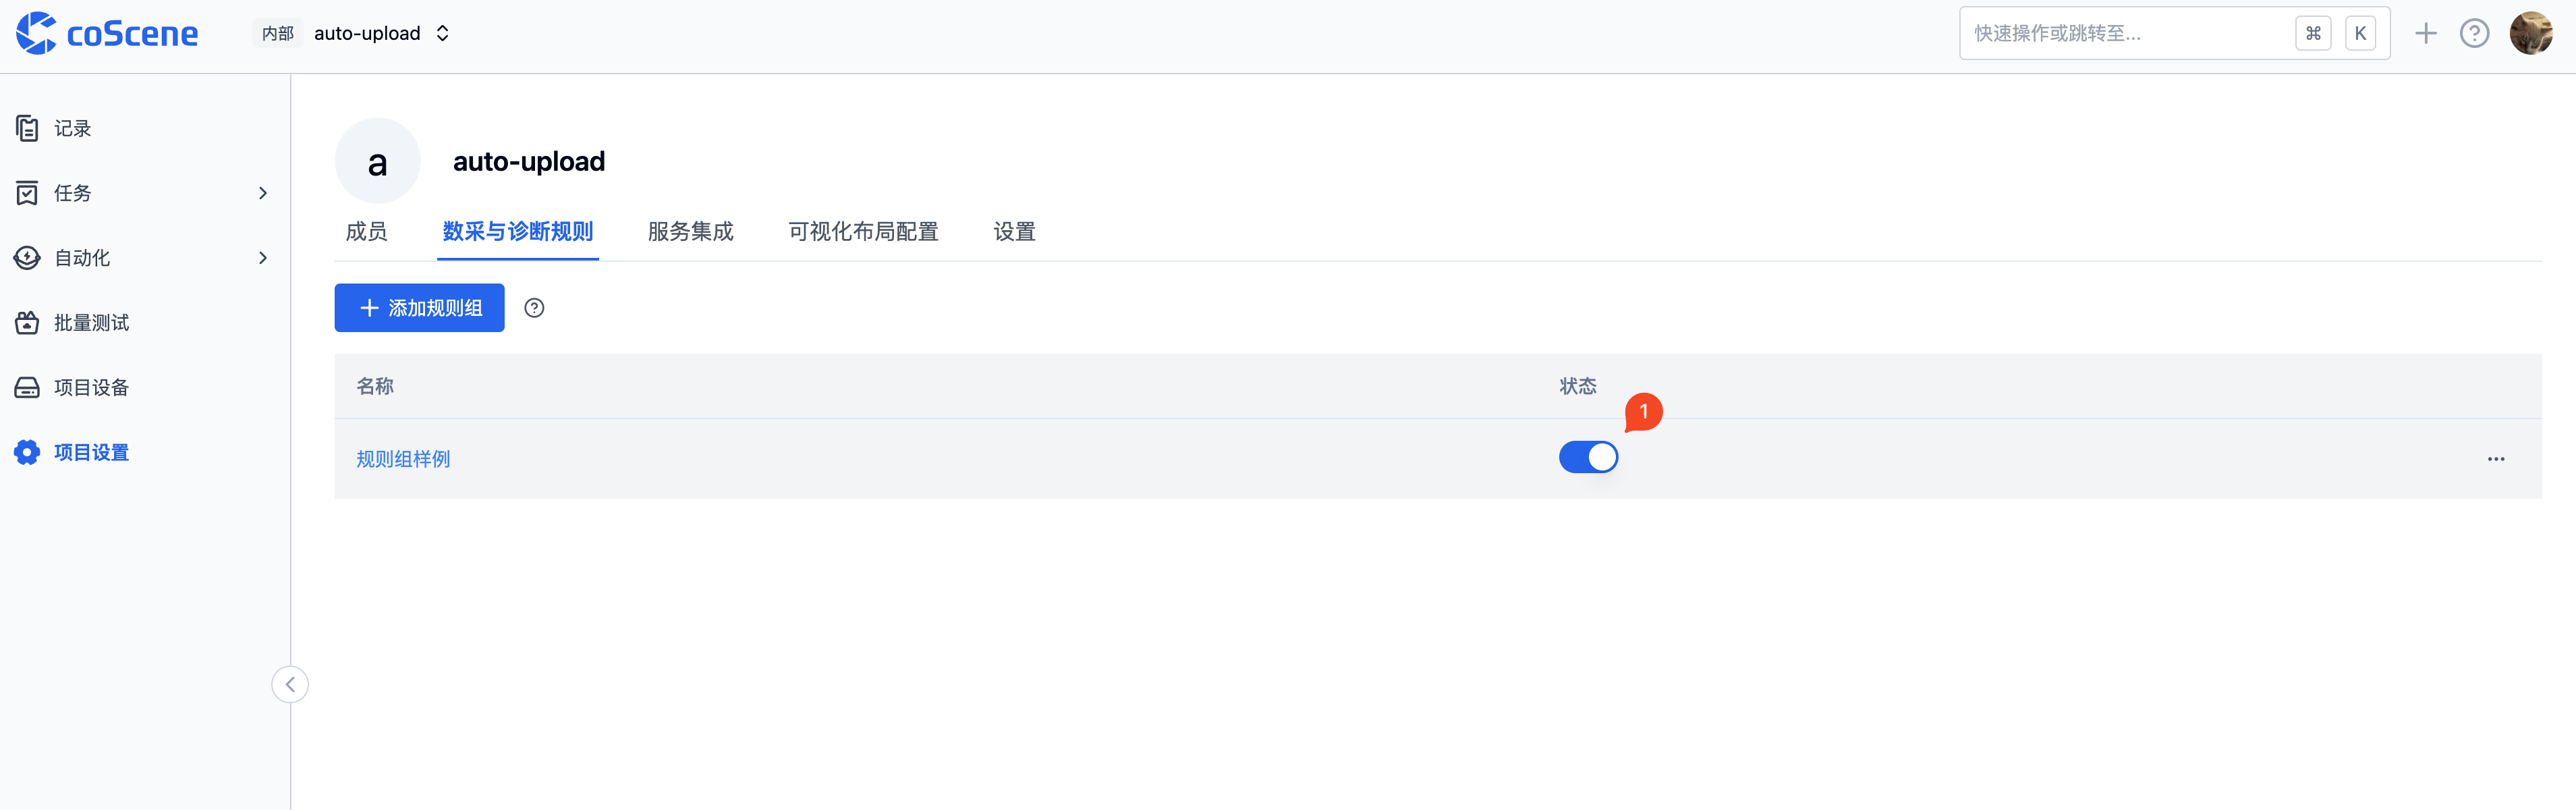 coScene
内部 auto-upload
快速操作或跳转至... ⌘ K
记录
任务
自动化
批量测试
项目设备
项目设置
a
auto-upload
成员 数采与诊断规则 服务集成 可视化布局配置 设置
添加规则组
名称 状态
1
规则组样例